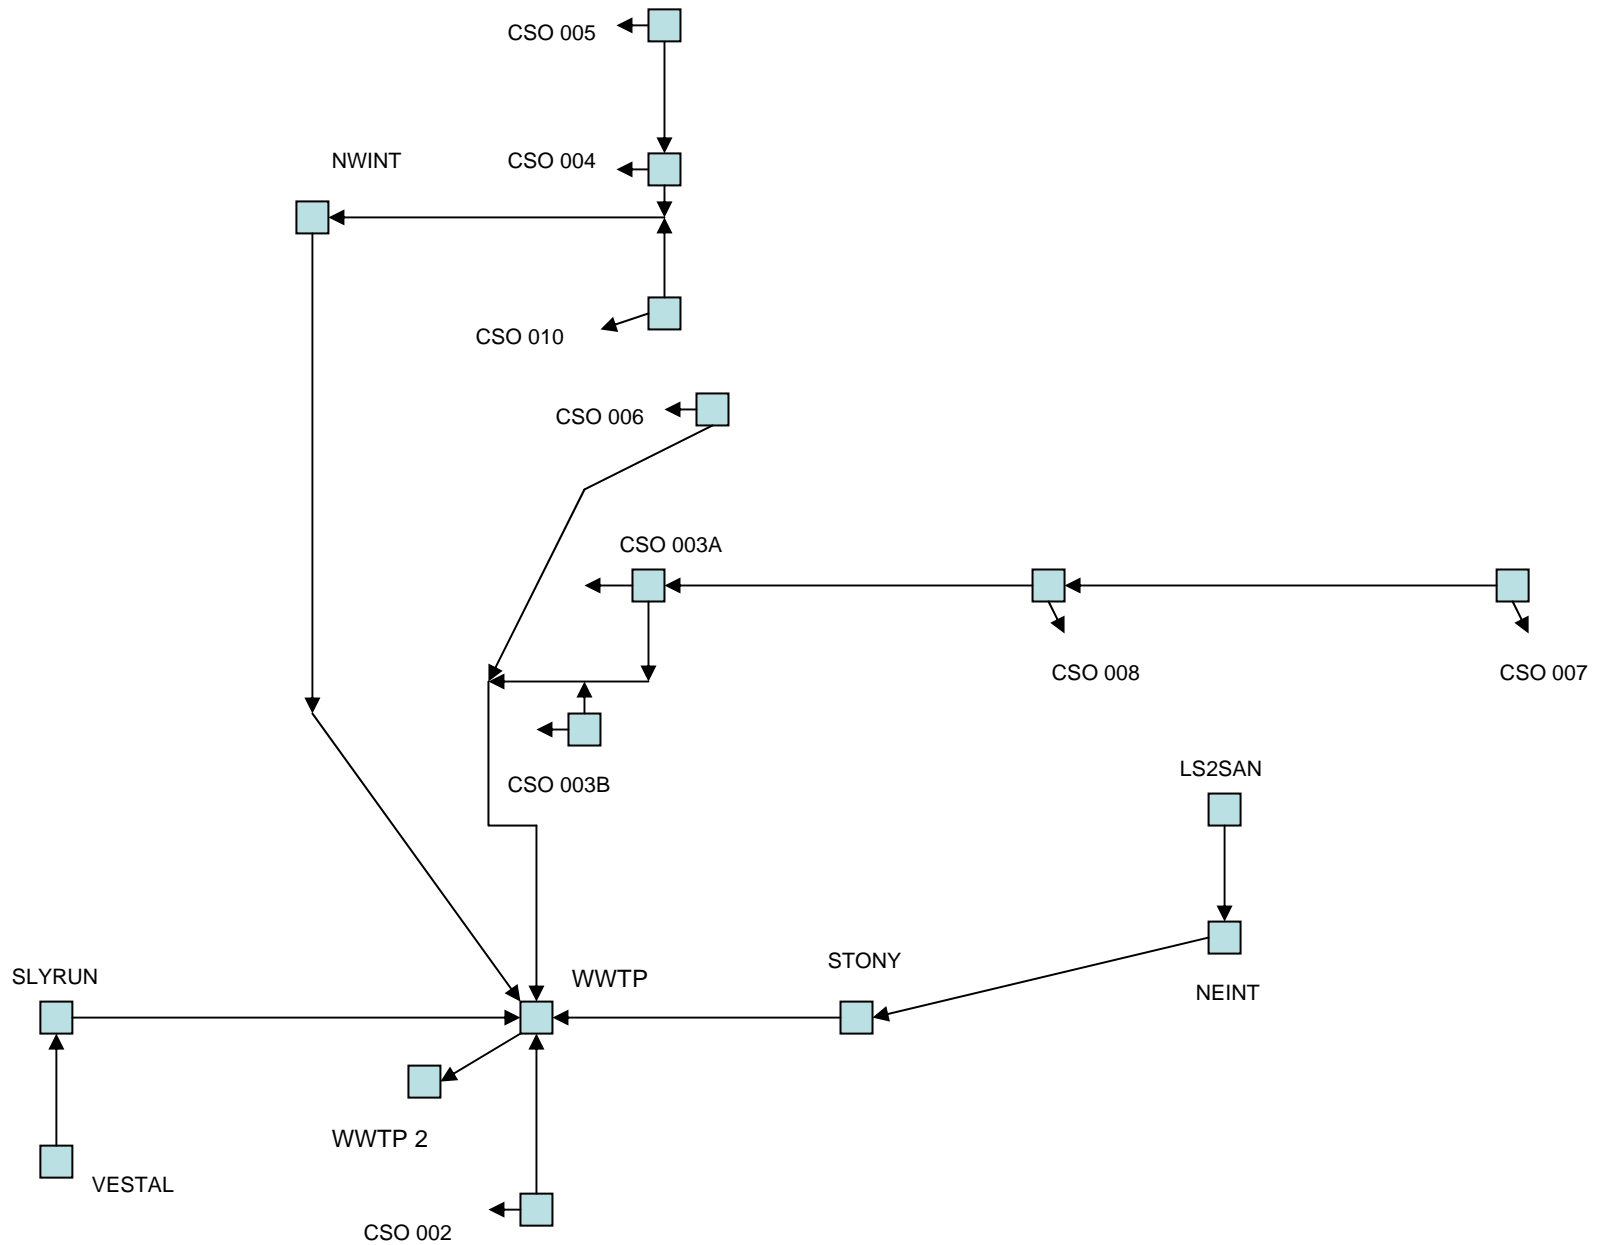 CSO 005
NWINT
CSO 004
CSO 010
CSO 006
CSO 003A
CSO 008
CSO 007
CSO 003B
LS2SAN
STONY
SLYRUN
WWTP
NEINT
WWTP 2
VESTAL
CSO 002